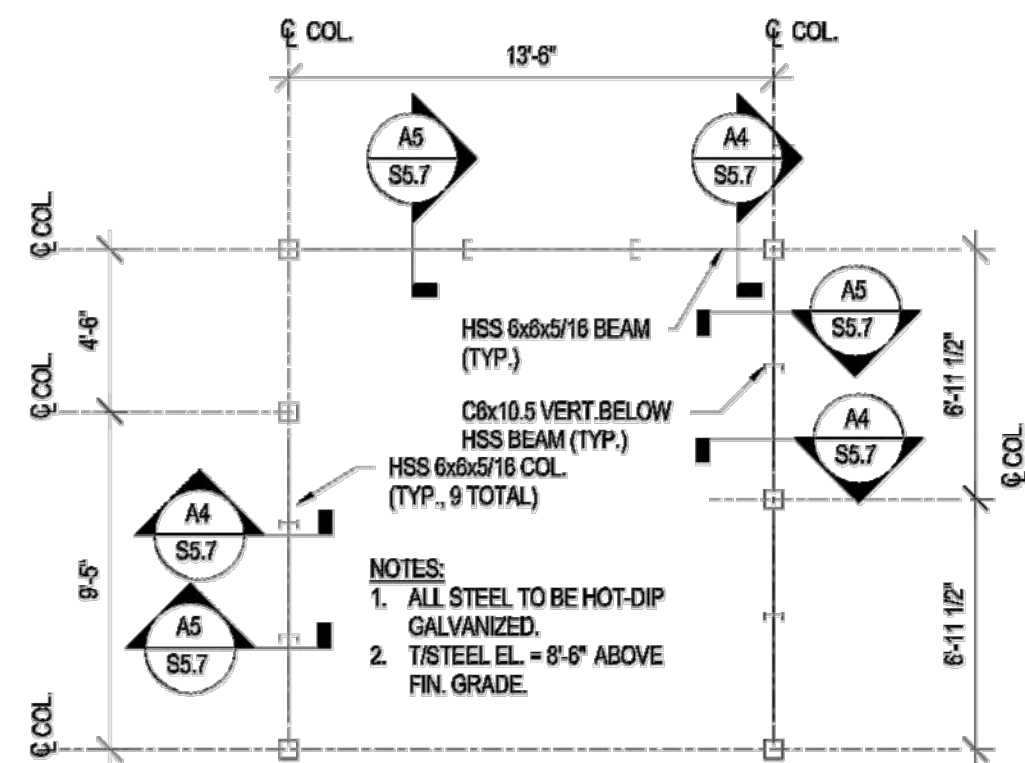 ℄ COL.
℄ COL.
13'-6"
A5
S5.7
A4
S5.7
℄ COL.
4'-6"
℄ COL.
HSS 6x6x5/16 BEAM
(TYP.)
A5
S5.7
6'-11 1/2"
C6x10.5 VERT.BELOW
HSS BEAM (TYP.)
A4
S5.7
℄ COL.
HSS 6x6x5/16 COL.
(TYP., 9 TOTAL)
A4
S5.7
9'-5"
NOTES:
1. ALL STEEL TO BE HOT-DIP
GALVANIZED.
2. T/STEEL EL. = 8'-6" ABOVE
FIN. GRADE.
A5
S5.7
6'-11 1/2"
℄ COL.